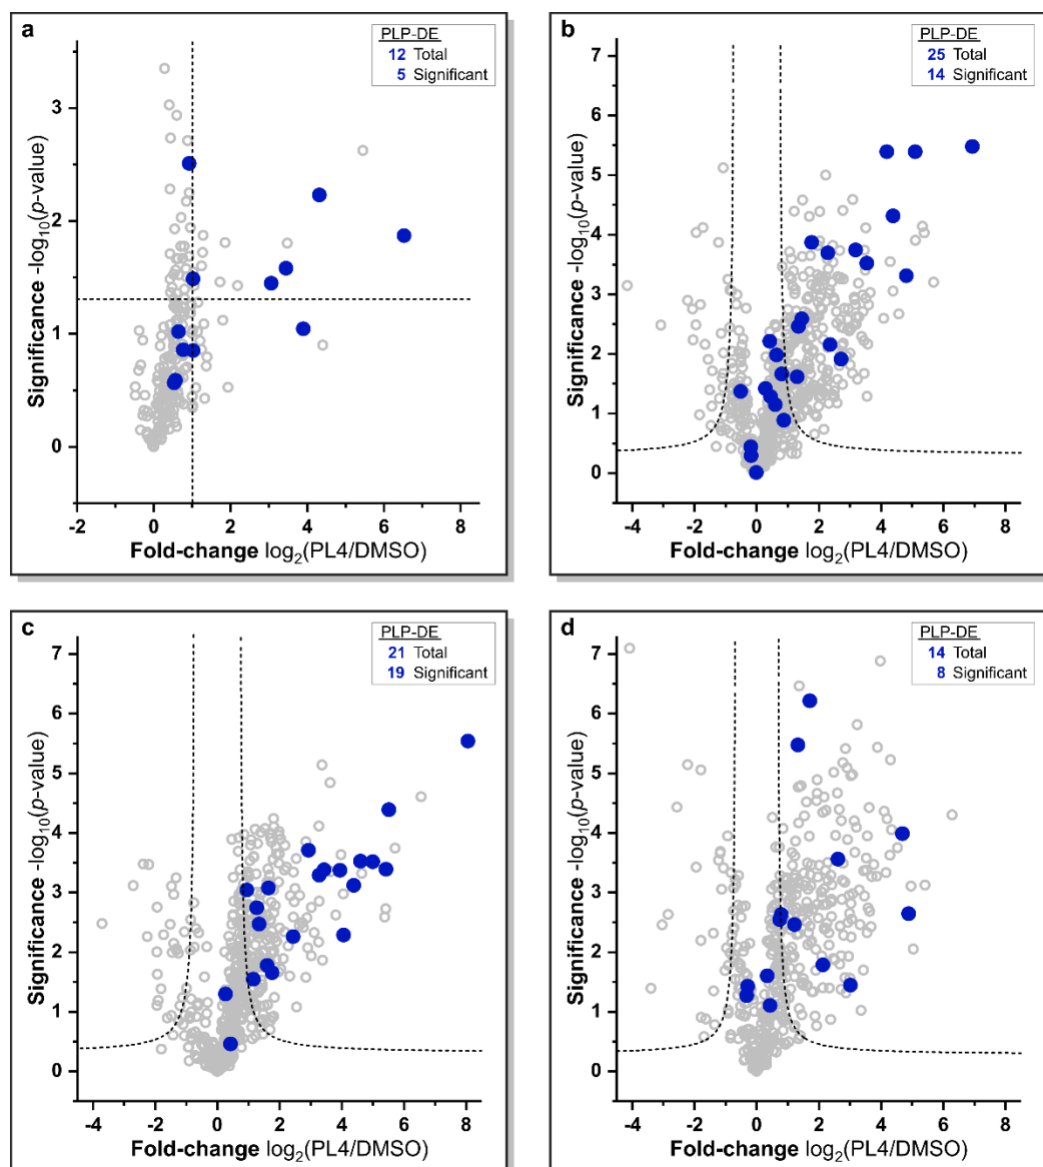 a
PLP-DE
12 Total
5 Significant
3
2
1
0
-2 0 2 4 6 8
Significance -log10(p-value)
Fold-change log2(PL4/DMSO)
b
PLP-DE
25 Total
14 Significant
7
6
5
4
3
2
1
0
-4 -2 0 2 4 6 8
Significance -log10(p-value)
Fold-change log2(PL4/DMSO)
c
PLP-DE
21 Total
19 Significant
7
6
5
4
3
2
1
0
-4 -2 0 2 4 6 8
Significance -log10(p-value)
Fold-change log2(PL4/DMSO)
d
PLP-DE
14 Total
8 Significant
7
6
5
4
3
2
1
0
-4 -2 0 2 4 6 8
Significance -log10(p-value)
Fold-change log2(PL4/DMSO)